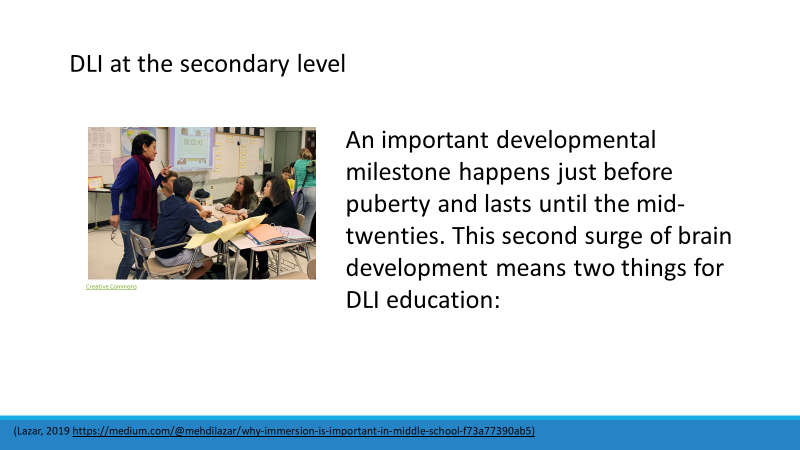 DLI at the secondary level
An important developmental
milestone happens just before
puberty and lasts until the mid-
twenties. This second surge of brain
development means two things for
DLI education:
Creative Commons
(Lazar, 2019 https://medium.com/@mehdilazar/why-immersion-is-important-in-middle-school-f73a77390ab5)